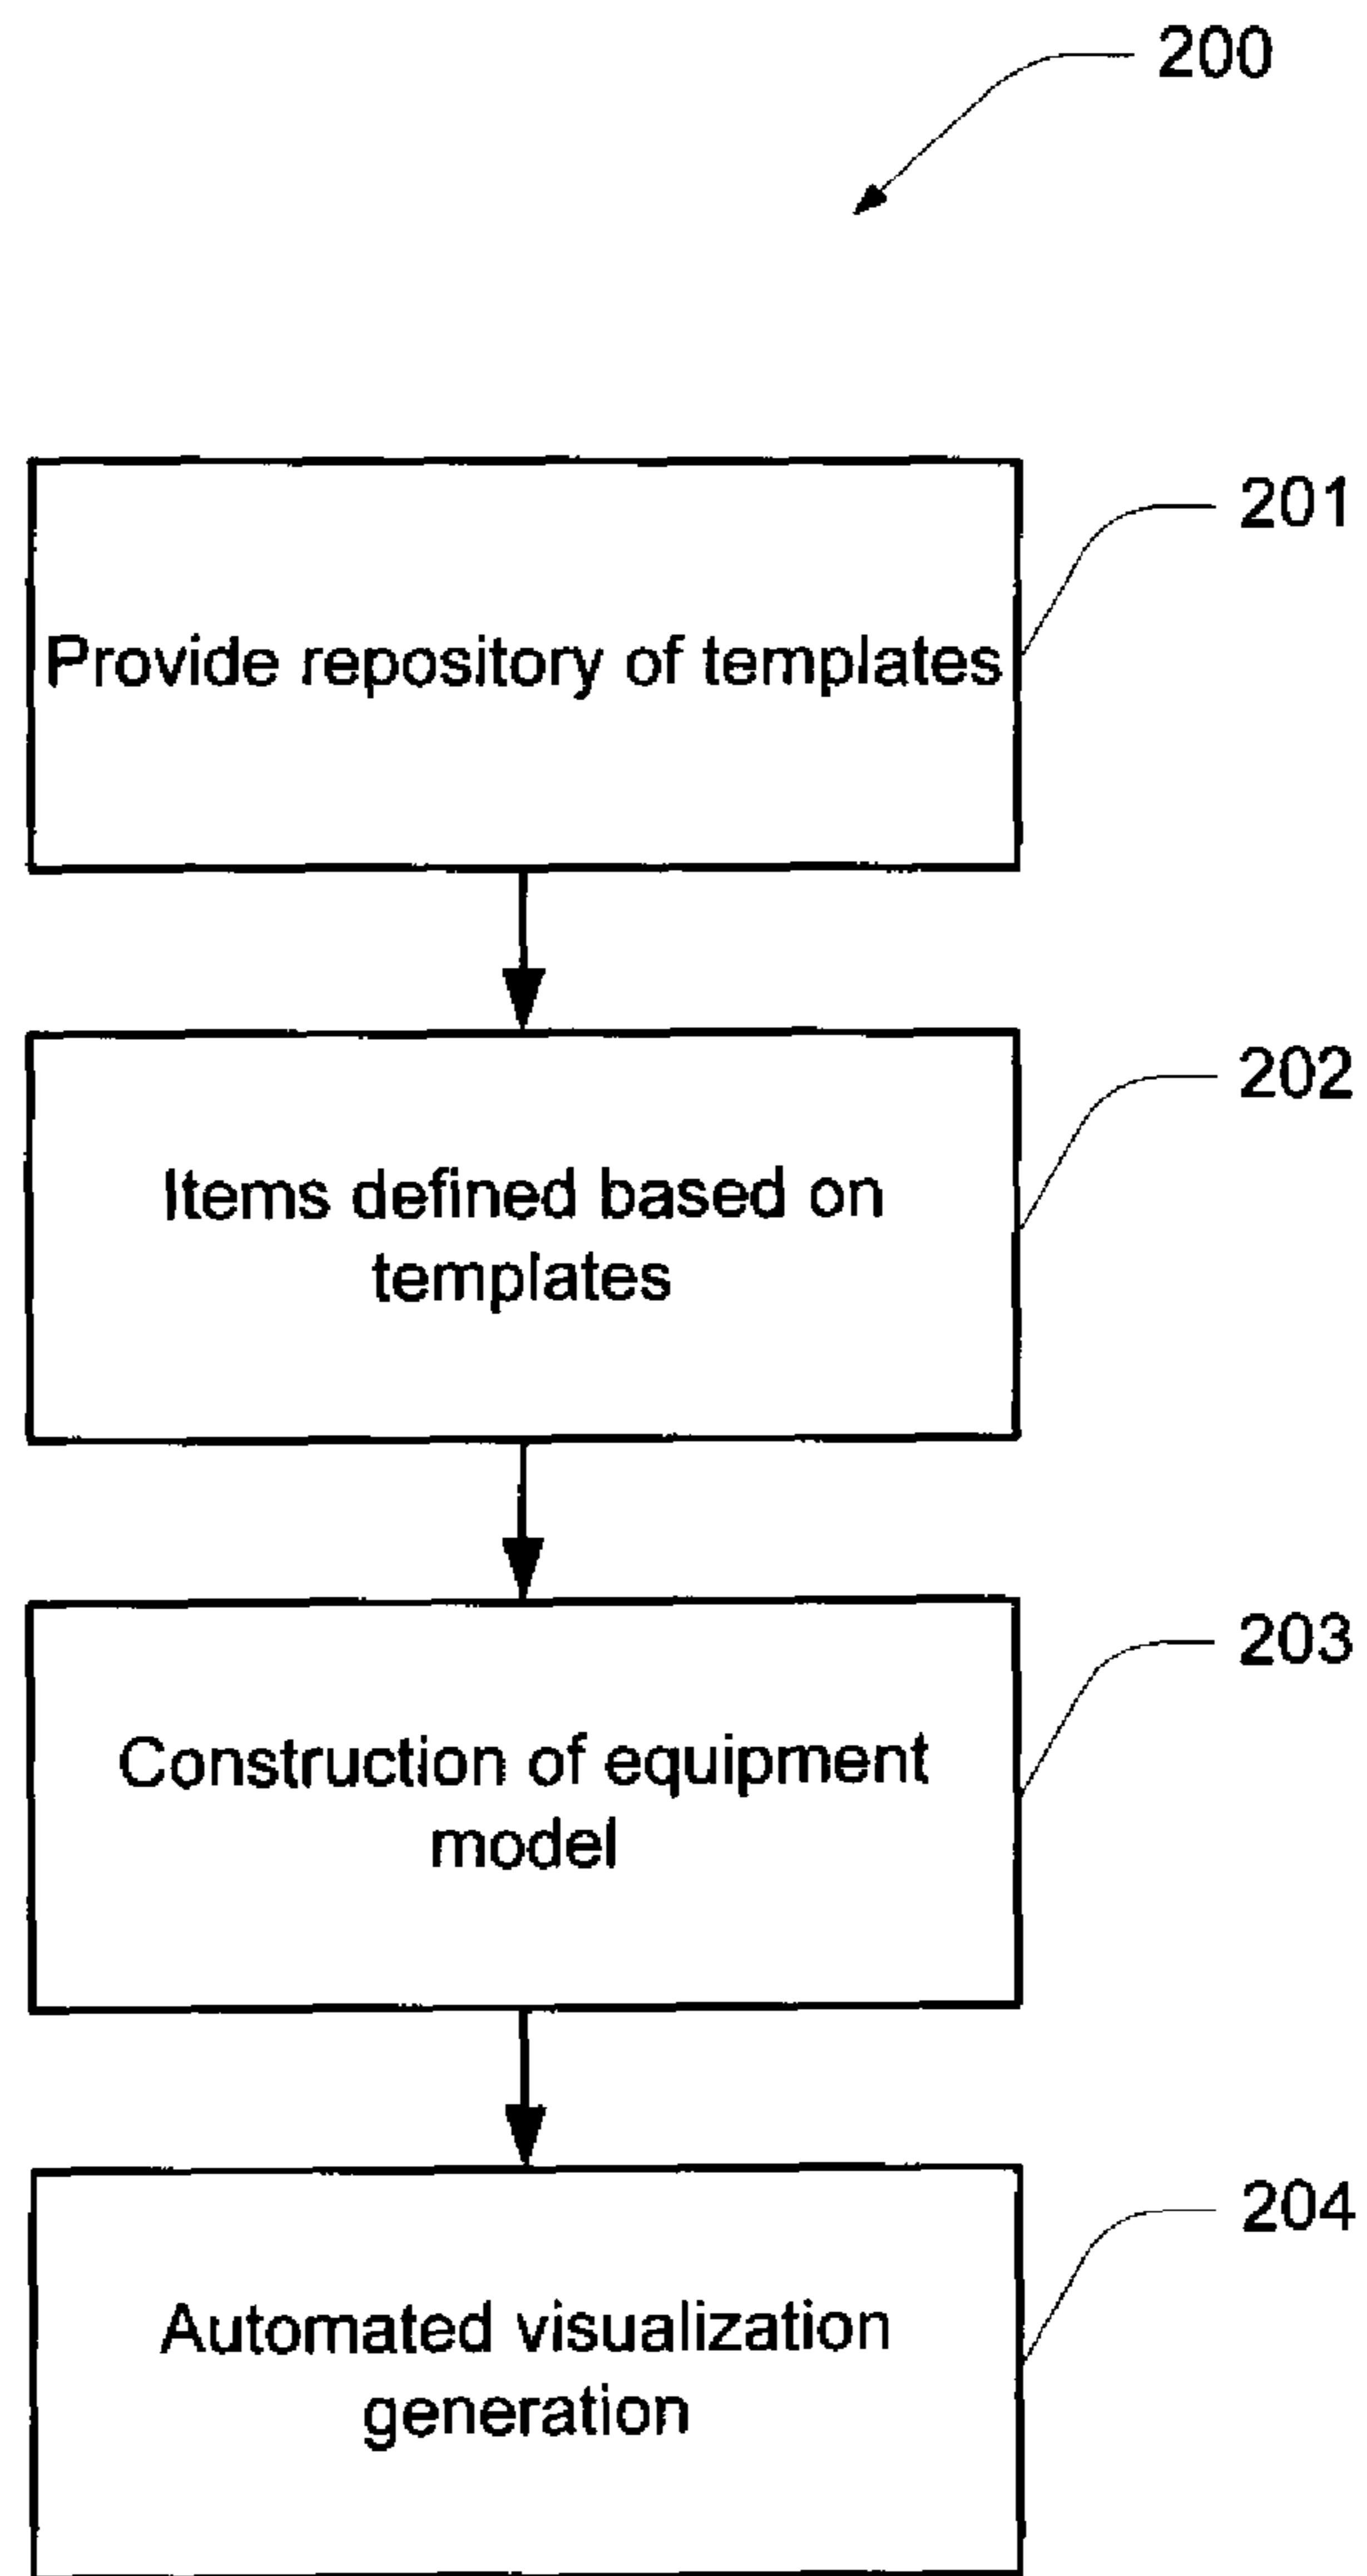 200
201
Provide repository of templates
202
Items defined based on
templates
203
Construction of equipment
model
204
Automated visualization
generation